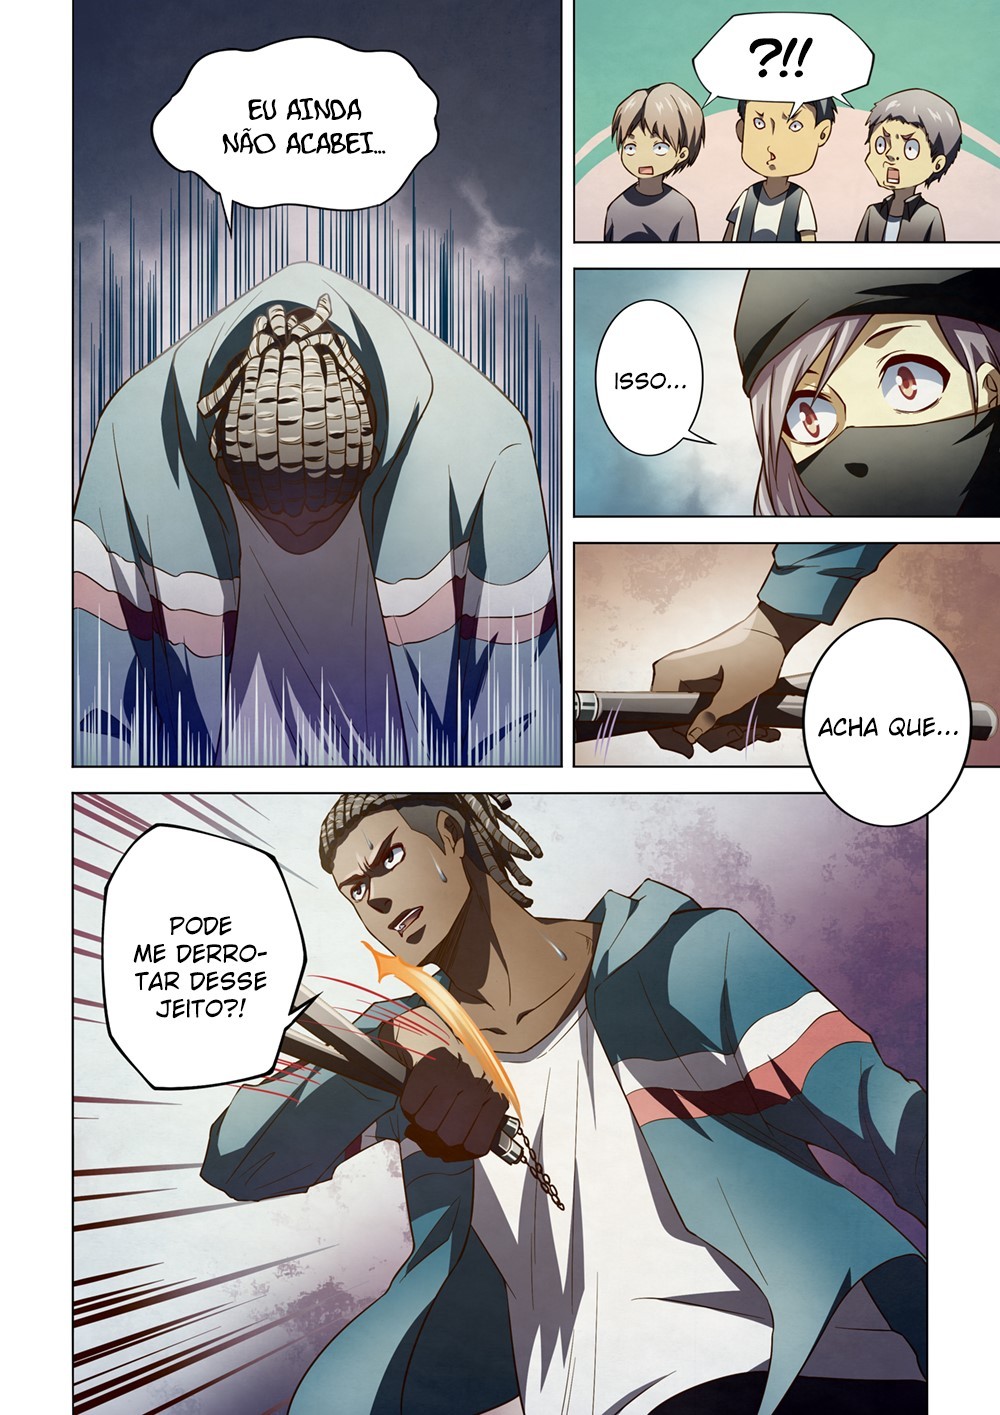 EU AINDA
NÃO ACABEI...
?!!
ISSO...
ACHA QUE...
PODE
ME DERRO-
TAR DESSE
JEITO?!